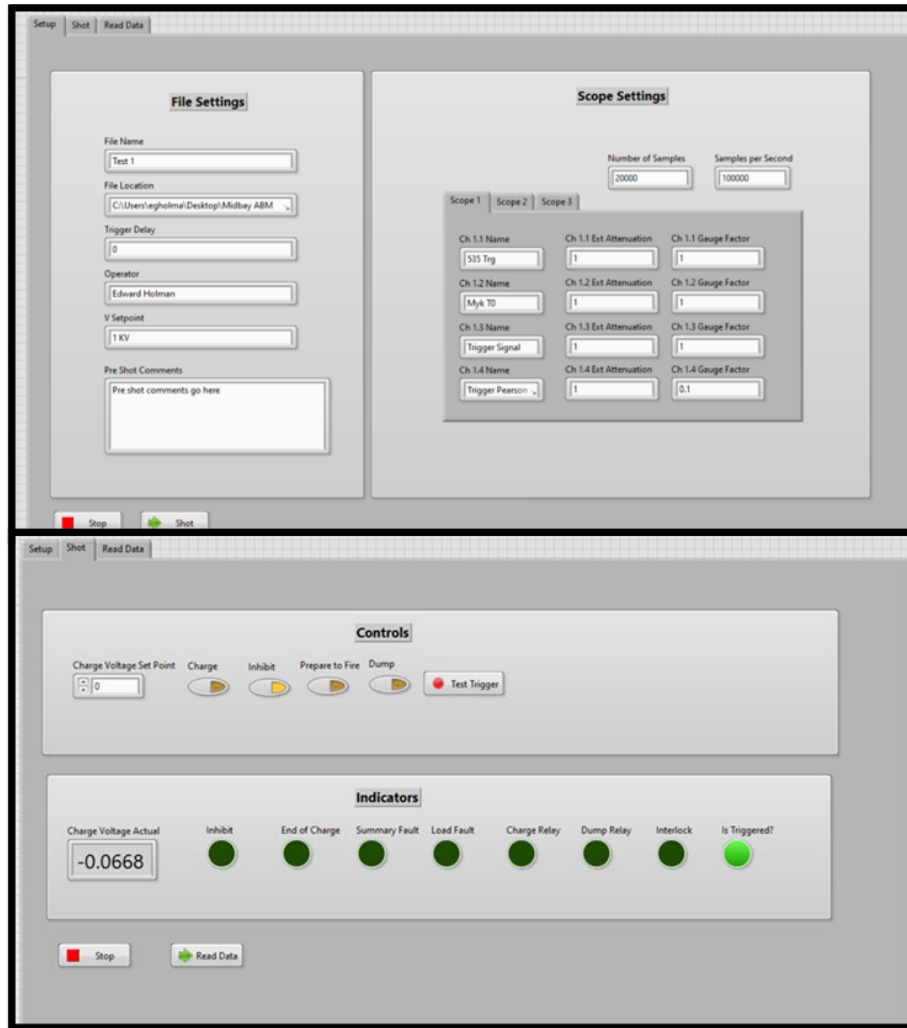 Setup Shot Read Data
File Settings
File Name
Test 1
File Location
C:\Users\egholma\Desktop\Midbay ABM
Trigger Delay
0
Operator
Edward Holman
V Setpoint
1 KV
Pre Shot Comments
Pre shot comments go here
Scope Settings
Number of Samples Samples per Second
20000 100000
Scope 1 Scope 2 Scope 3
Ch 1.1 Name Ch 1.1 Ext Attenuation Ch 1.1 Gauge Factor
535 Trg 1 1
Ch 1.2 Name Ch 1.2 Ext Attenuation Ch 1.2 Gauge Factor
Myk T0 1 1
Ch 1.3 Name Ch 1.3 Ext Attenuation Ch 1.3 Gauge Factor
Trigger Signal 1 1
Ch 1.4 Name Ch 1.4 Ext Attenuation Ch 1.4 Gauge Factor
Trigger Pearson 1 0.1
Stop Shot
Setup Shot Read Data
Controls
Charge Voltage Set Point Charge Inhibit Prepare to Fire Dump
0 Test Trigger
Indicators
Charge Voltage Actual Inhibit End of Charge Summary Fault Load Fault Charge Relay Dump Relay Interlock Is Triggered?
-0.0668
Stop Read Data